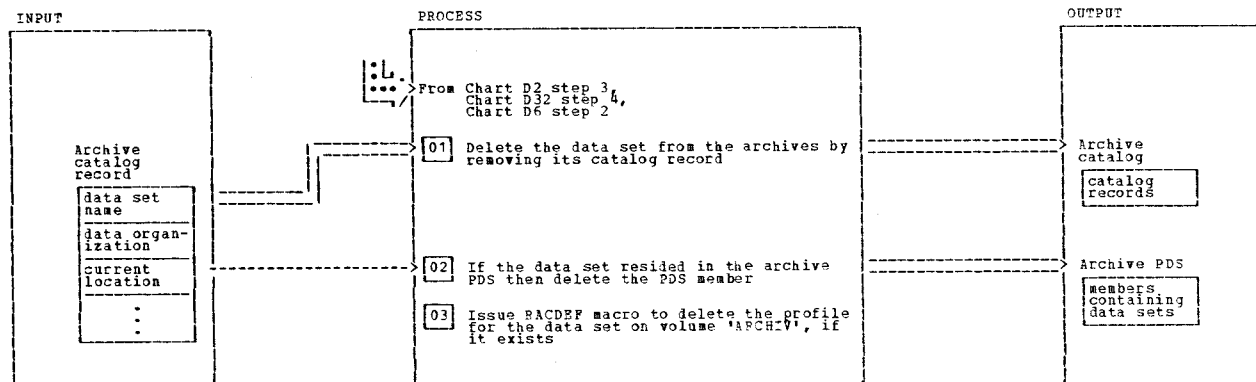 INPUT
PROCESS
OUTPUT
From Chart D2 step 3,
Chart D32 step 4,
Chart D6 step 2
Archive
catalog
record
data set
name
data organ-
ization
current
location
01 Delete the data set from the archives by
removing its catalog record
02 If the data set resided in the archive
PDS then delete the PDS member
03 Issue RACDEF macro to delete the profile
for the data set on volume 'ARCHIV', if
it exists
Archive
catalog
catalog
records
Archive PDS
members
containing
data sets